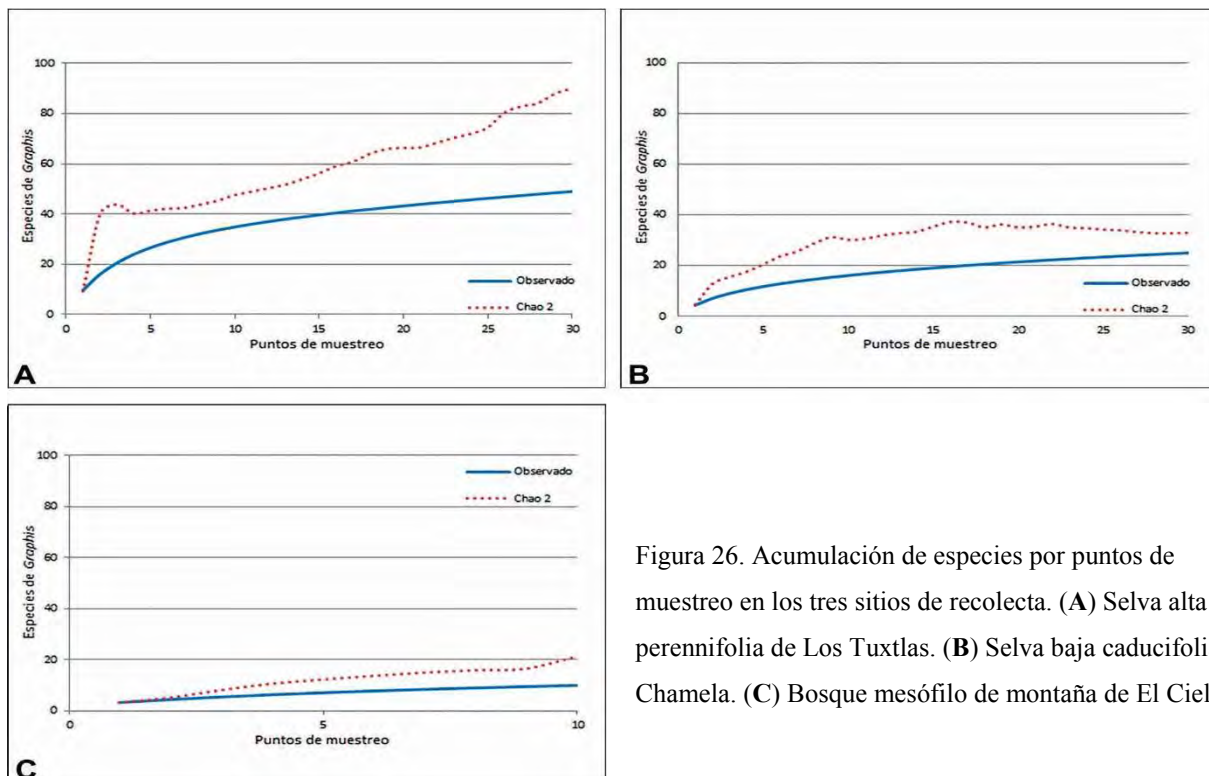 100
80
60
40
20
0
Especies de Graphis
0 5 10 15 20 25 30
Puntos de muestreo
Observado
Chao 2
A
100
80
60
40
20
0
Especies de Graphis
0 5 10 15 20 25 30
Puntos de muestreo
Observado
Chao 2
B
100
80
60
40
20
0
Especies de Graphis
0 5 10
Puntos de muestreo
Observado
Chao 2
C
Figura 26. Acumulación de especies por puntos de
muestreo en los tres sitios de recolecta. (A) Selva alta
perennifolia de Los Tuxtlas. (B) Selva baja caducifoli
Chamela. (C) Bosque mesófilo de montaña de El Ciel